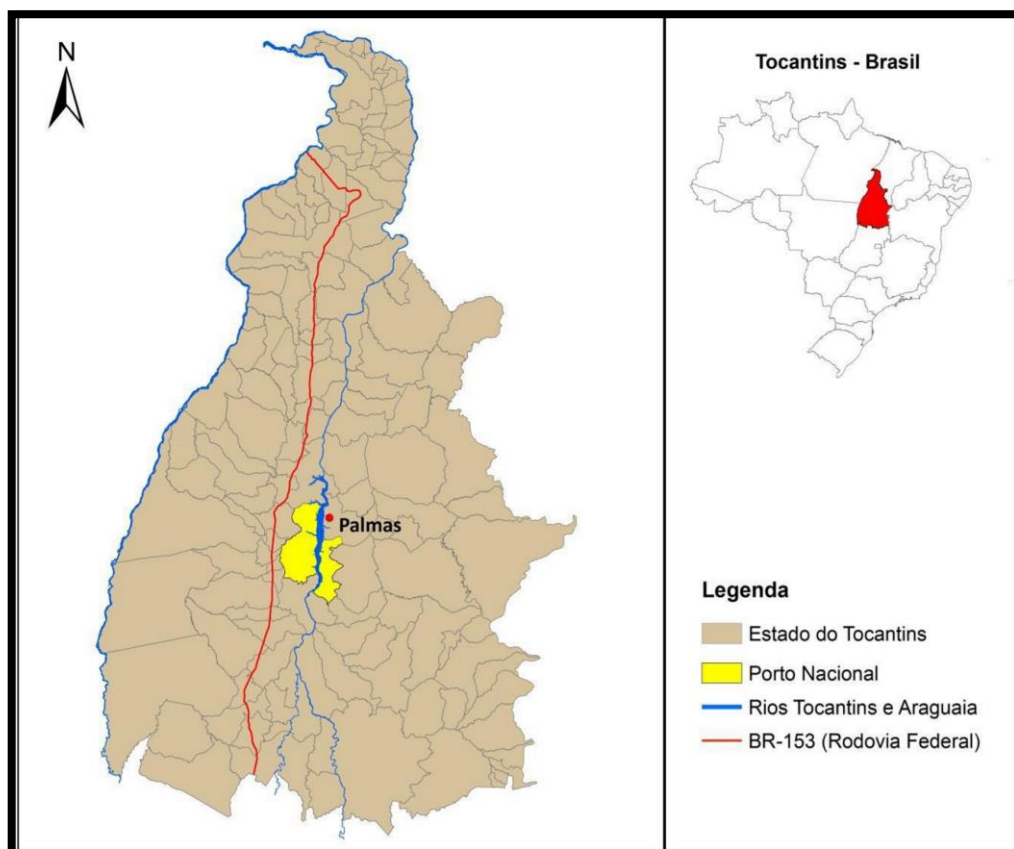 N
Palmas
Tocantins - Brasil
Legenda
Estado do Tocantins
Porto Nacional
Rios Tocantins e Araguaia
BR-153 (Rodovia Federal)